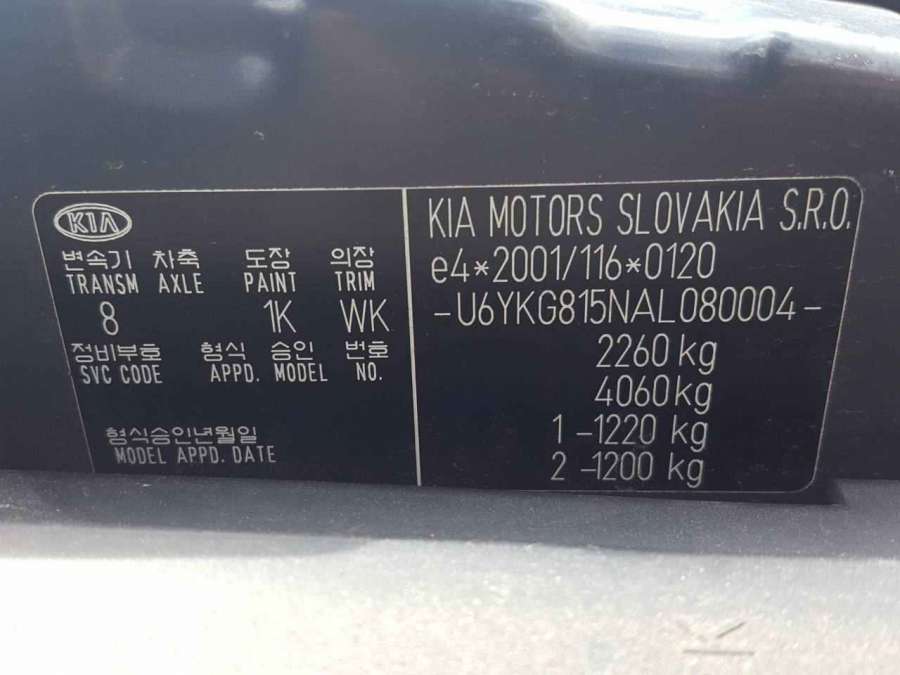 KIA
변속기 차축 도장 의장
TRANSM AXLE PAINT TRIM
8 1K WK
정비부호 형식 승인 번호
SVC CODE APPD. MODEL NO.
형식승인년월일
MODEL APPD. DATE
KIA MOTORS SLOVAKIA S.R.O.
e4*2001/116*0120
-U6YKG815NAL080004-
2260 kg
4060 kg
1 -1220 kg
2 -1200 kg